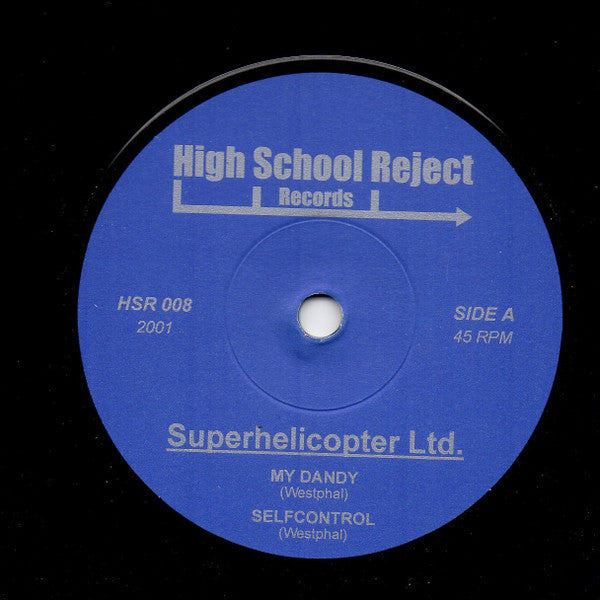 High School Reject
Records
HSR 008
2001
SIDE A
45 RPM
Superhelicopter Ltd.
MY DANDY
(Westphal)
SELFCONTROL
(Westphal)